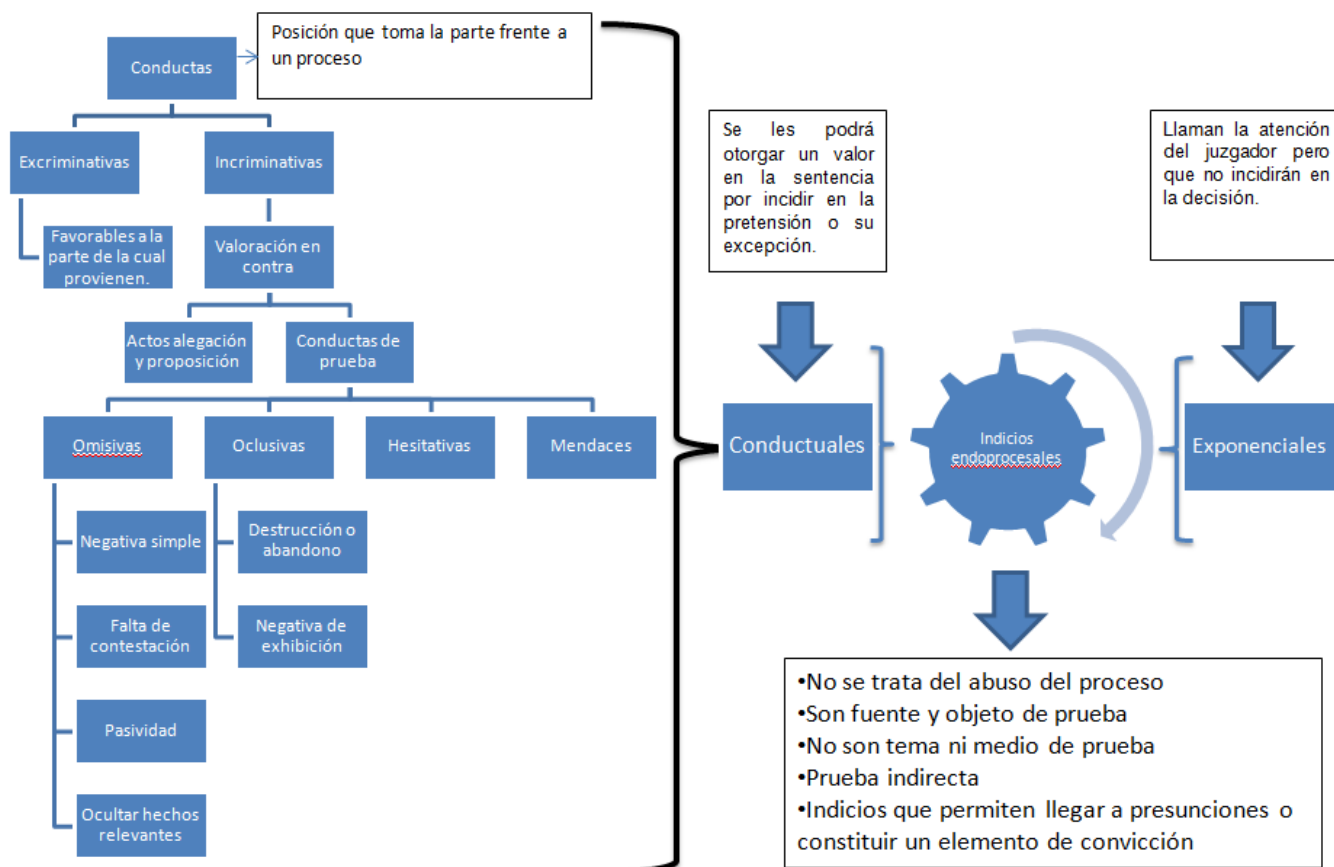 Conductas
Posición que toma la parte frente a
un proceso
Excriminativas
Incriminativas
Favorables a la
parte de la cual
provienen.
Valoración en
contra
Actos alegación
y proposición
Conductas de
prueba
Omisivas
Oclusivas
Hesitativas
Mendaces
Negativa simple
Falta de
contestación
Pasividad
Ocultar hechos
relevantes
Destrucción o
abandono
Negativa de
exhibición
Se les podrá
otorgar un valor
en la sentencia
por incidir en la
pretensión o su
excepción.
Conductuales
Indicios
endoprocesales
Llaman la atención
del juzgador pero
que no incidirán en
la decisión.
Exponenciales
•No se trata del abuso del proceso
•Son fuente y objeto de prueba
•No son tema ni medio de prueba
•Prueba indirecta
•Indicios que permiten llegar a presunciones o
constituir un elemento de convicción